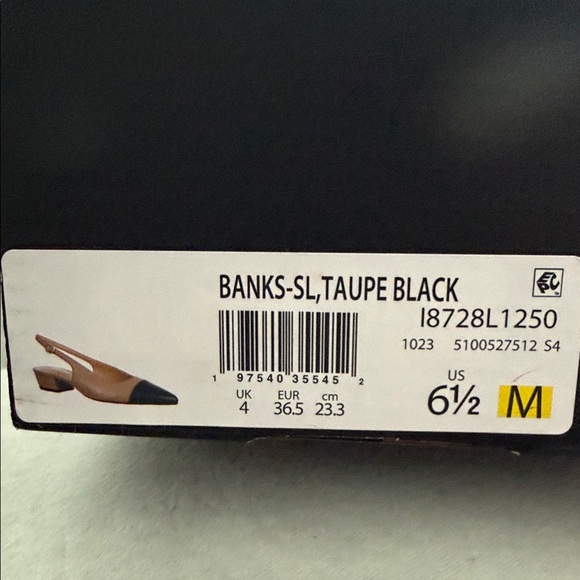 BANKS-SL,TAUPE BLACK
I8728L1250
1023 5100527512 S4
1 97540 35545 2
UK EUR cm
4 36.5 23.3
US
6½ M